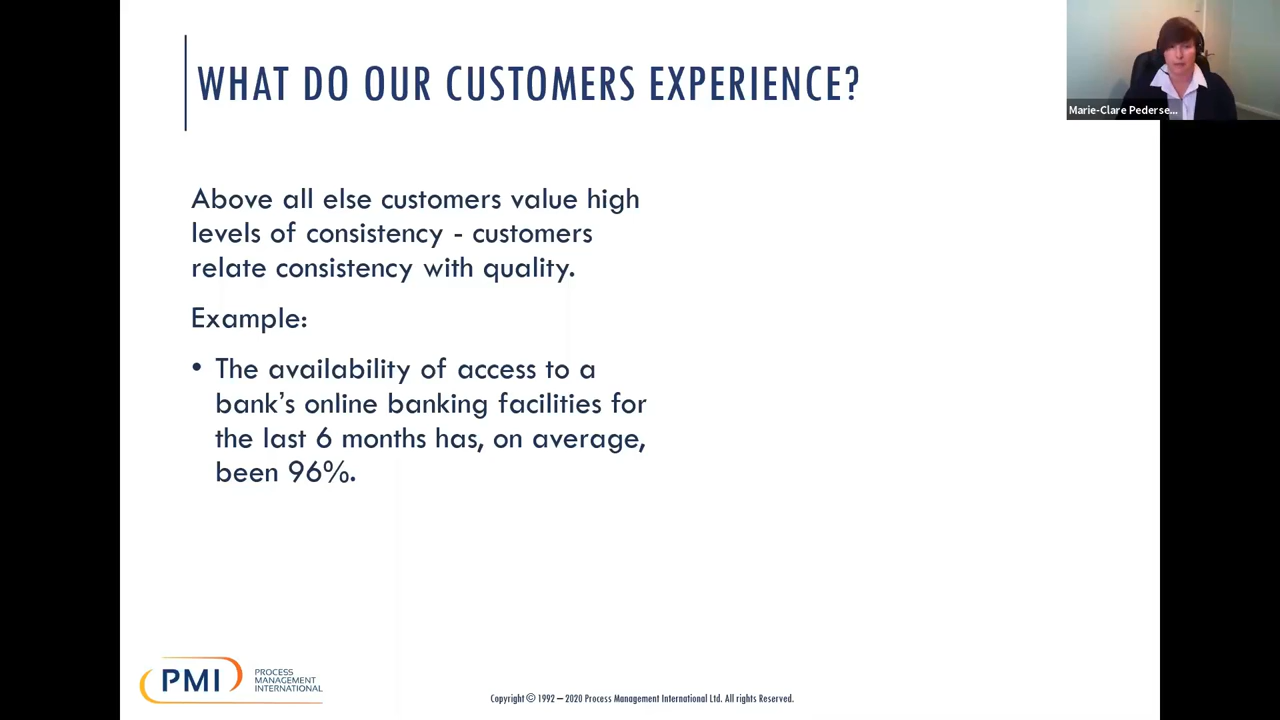 WHAT DO OUR CUSTOMERS EXPERIENCE?
Marie-Clare Pederse...
Above all else customers value high
levels of consistency - customers
relate consistency with quality.
Example:
• The availability of access to a
bank’s online banking facilities for
the last 6 months has, on average,
been 96%.
PMI
PROCESS
MANAGEMENT
INTERNATIONAL
Copyright © 1992 – 2020 Process Management International Ltd. All rights Reserved.